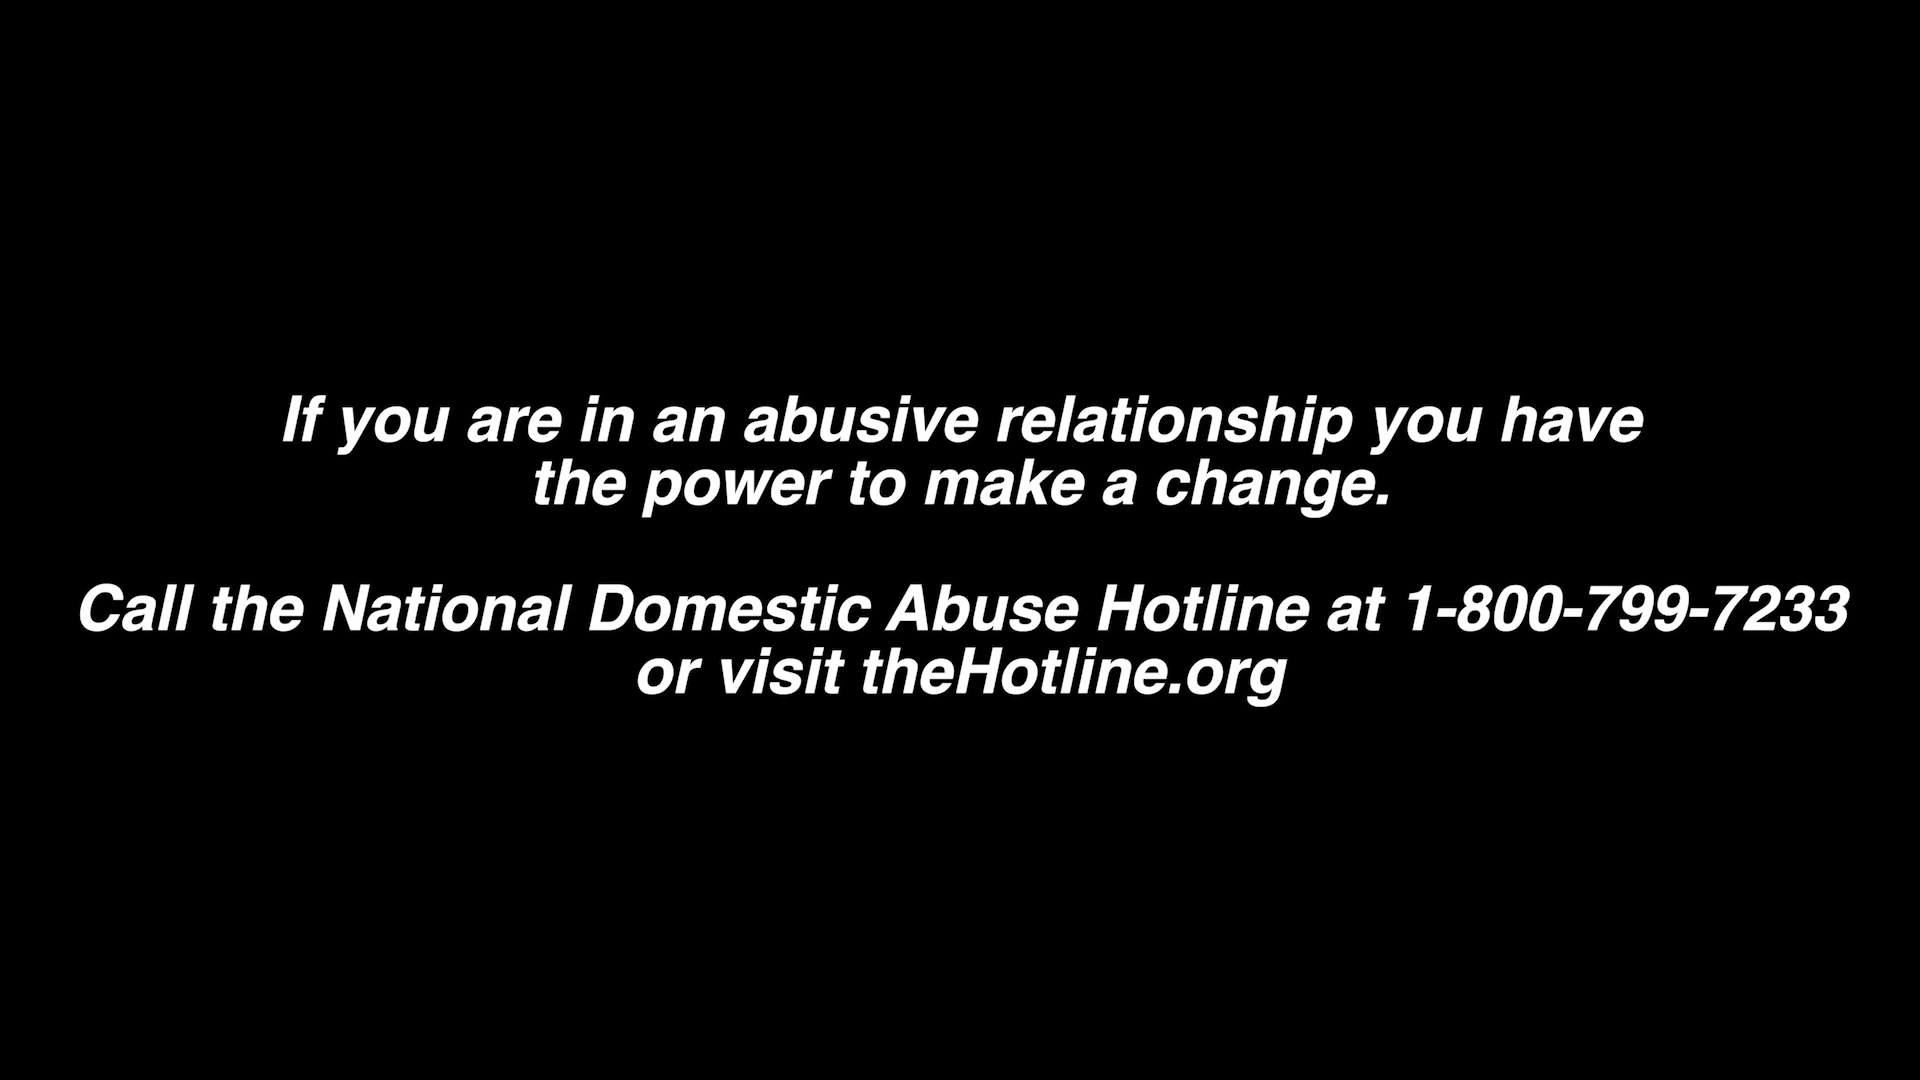 If you are in an abusive relationship you have
the power to make a change.
Call the National Domestic Abuse Hotline at 1-800-799-7233
or visit theHotline.org